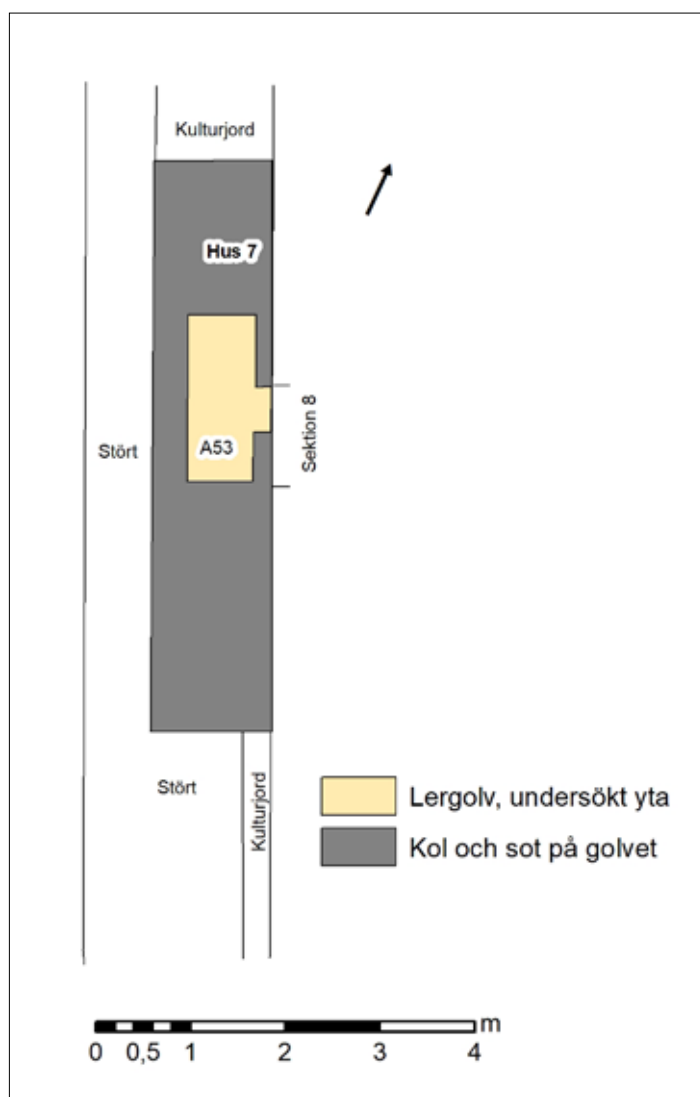 Kulturjord
Hus 7
Stört
A53
Sektion 8
Stört
Kulturjord
Lergolv, undersökt yta
Kol och sot på golvet
m
0 0,5 1 2 3 4